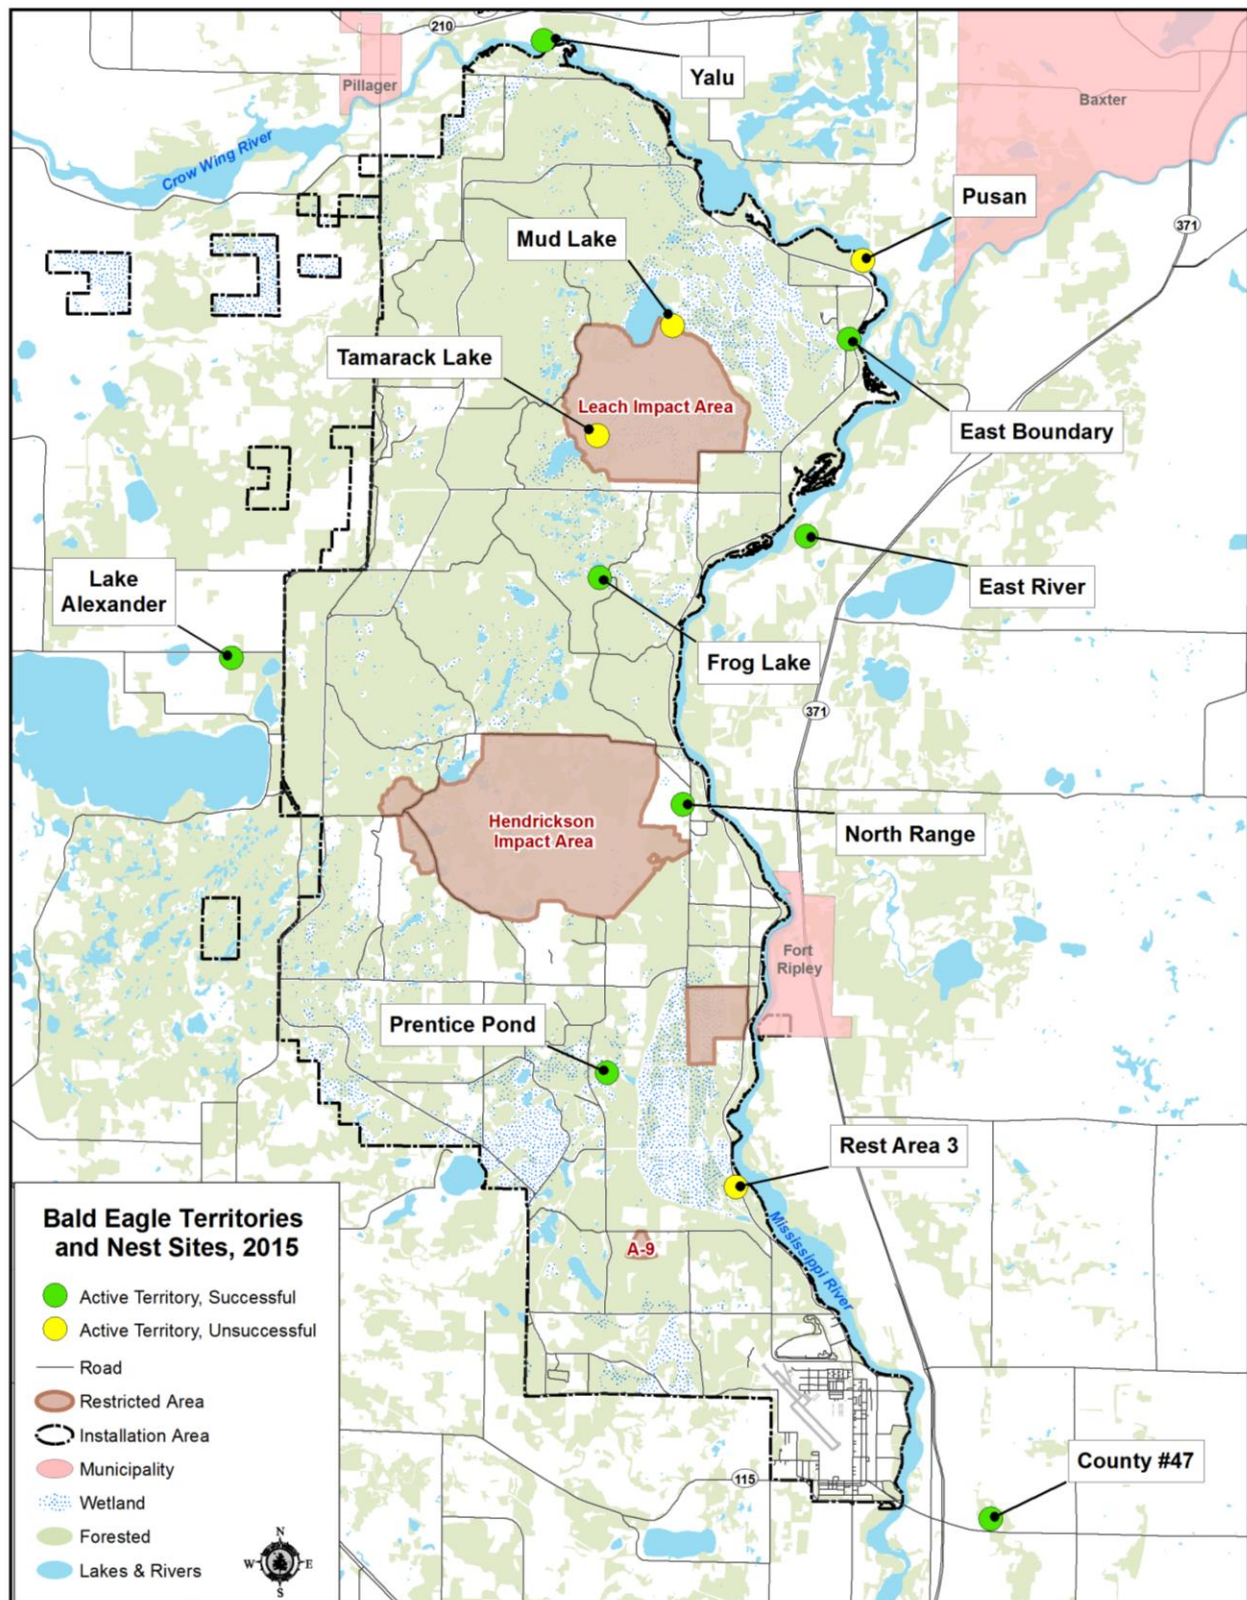 210
Yalu
Pillager
Baxter
Crow Wing River
Pusan
371
Mud Lake
Tamarack Lake
Leach Impact Area
East Boundary
Lake
Alexander
East River
Frog Lake
371
Hendrickson
Impact Area
North Range
Fort
Ripley
Prentice Pond
Rest Area 3
Mississippi River
A-9
Bald Eagle Territories
and Nest Sites, 2015
Active Territory, Successful
Active Territory, Unsuccessful
Road
Restricted Area
Installation Area
Municipality
Wetland
Forested
Lakes & Rivers
N
W
E
S
115
County #47